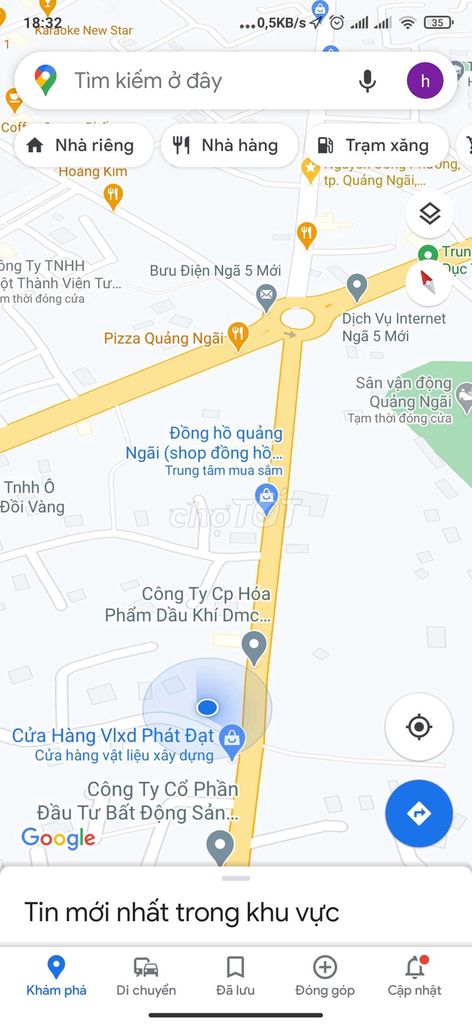 Karaoke New Star
18:32
...0,5KB/s
35
1
Tìm kiếm ở đây
h
Nhà riêng
Nhà hàng
Trạm xăng
Hoàng Kim
tp. Quảng Ngãi,...
Bưu Điện Ngã 5 Mới
ông Ty TNHH
ột Thành Viên Tư...
m thời đóng cửa
Trun
Dục
Dịch Vụ Internet
Ngã 5 Mới
Pizza Quảng Ngãi
Sân vận động
Quảng Ngãi
Tạm thời đóng cửa
Đồng hồ quảng
Ngãi (shop đồng hồ...
Trung tâm mua sắm
Tnhh Ô
Đồi Vàng
chợTỐT
Công Ty Cp Hóa
Phẩm Dầu Khí Dmc...
Cửa Hàng Vlxd Phát Đạt
Cửa hàng vật liệu xây dựng
Công Ty Cổ Phần
Đầu Tư Bất Động Sản...
Google
Tin mới nhất trong khu vực
Khám phá
Di chuyển
Đã lưu
Đóng góp
Cập nhật